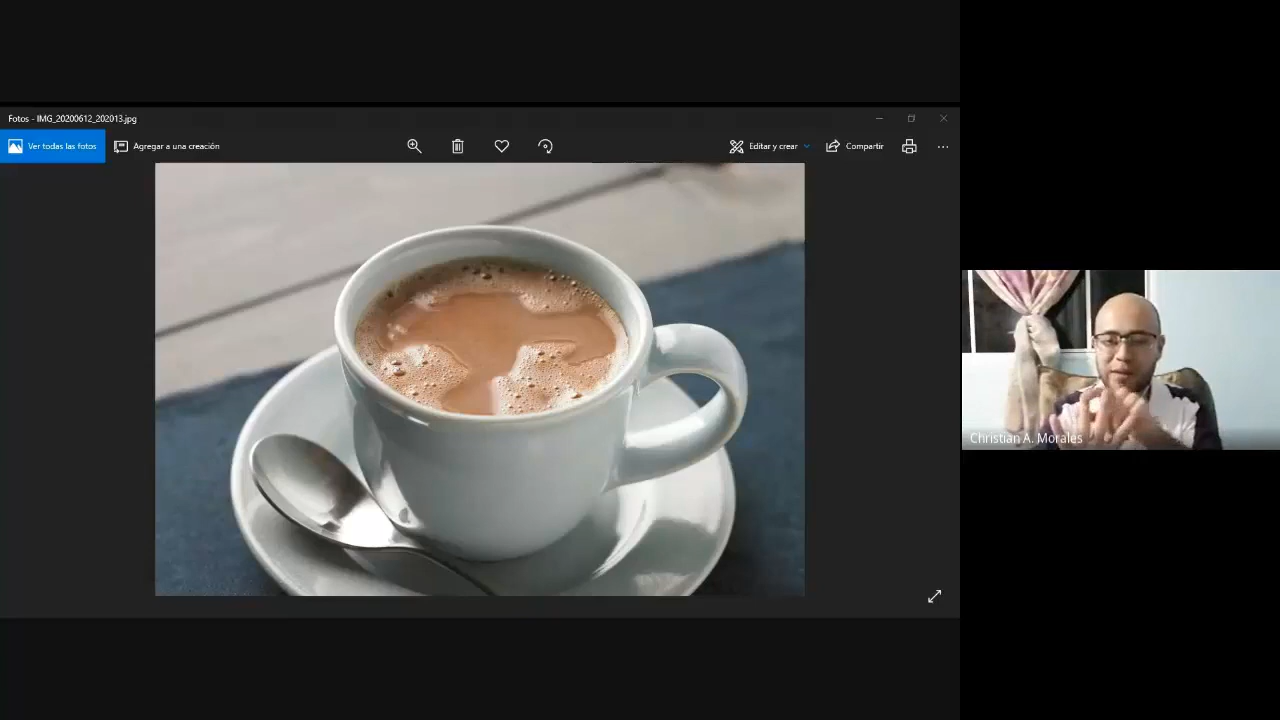 Fotos - IMG_20200612_202013.jpg
Ver todas las fotos
Agregar a una creación
Editar y crear
Compartir
Christian A. Morales